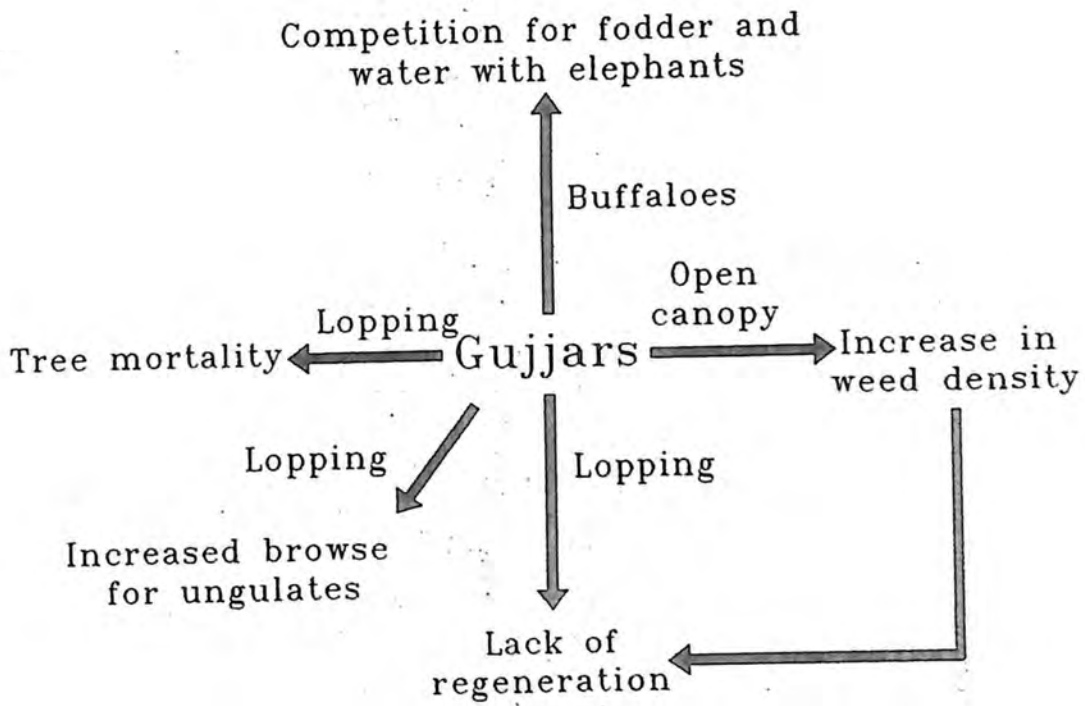 Competition for fodder and
water with elephants
Buffaloes
Open
canopy
Lopping
Tree mortality
Gujjars
Increase in
weed density
Lopping
Lopping
Increased browse
for ungulates
Lack of
regeneration